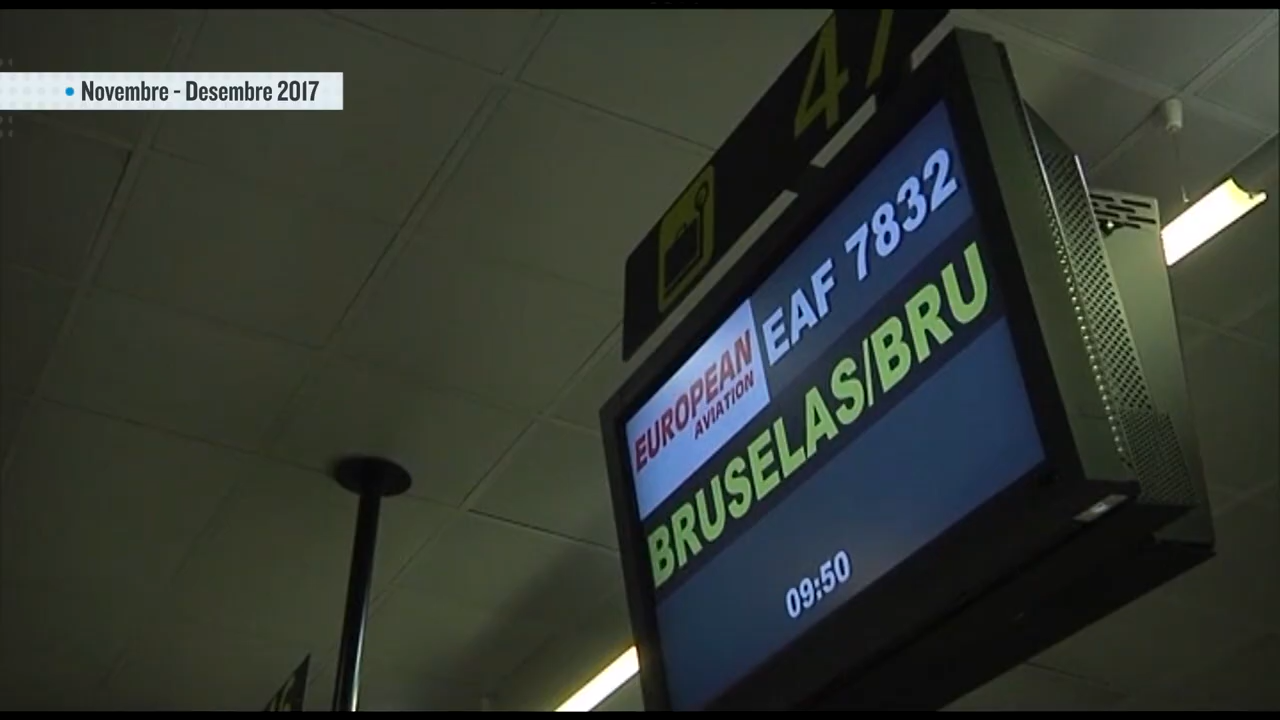 Novembre - Desembre 2017
47
EUROPEAN
AVIATION
EAF 7832
BRUSELAS/BRU
09:50